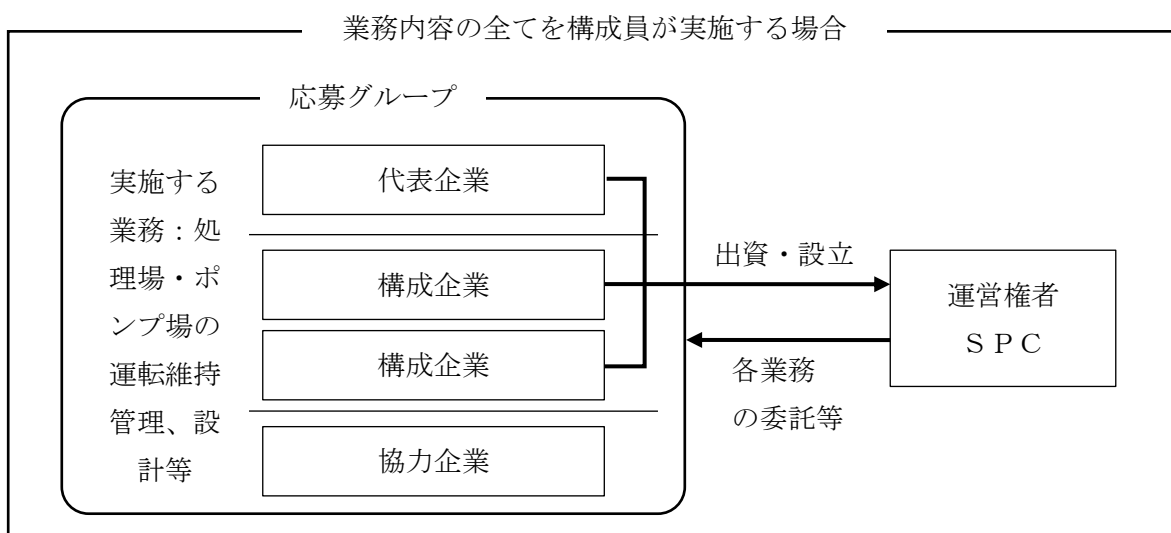 業務内容の全てを構成員が実施する場合
応募グループ
実施する
業務：処
理場・ポ
ンプ場の
運転維持
管理、設
計等
代表企業
構成企業
構成企業
協力企業
出資・設立
各業務
の委託等
運営権者
ＳＰＣ